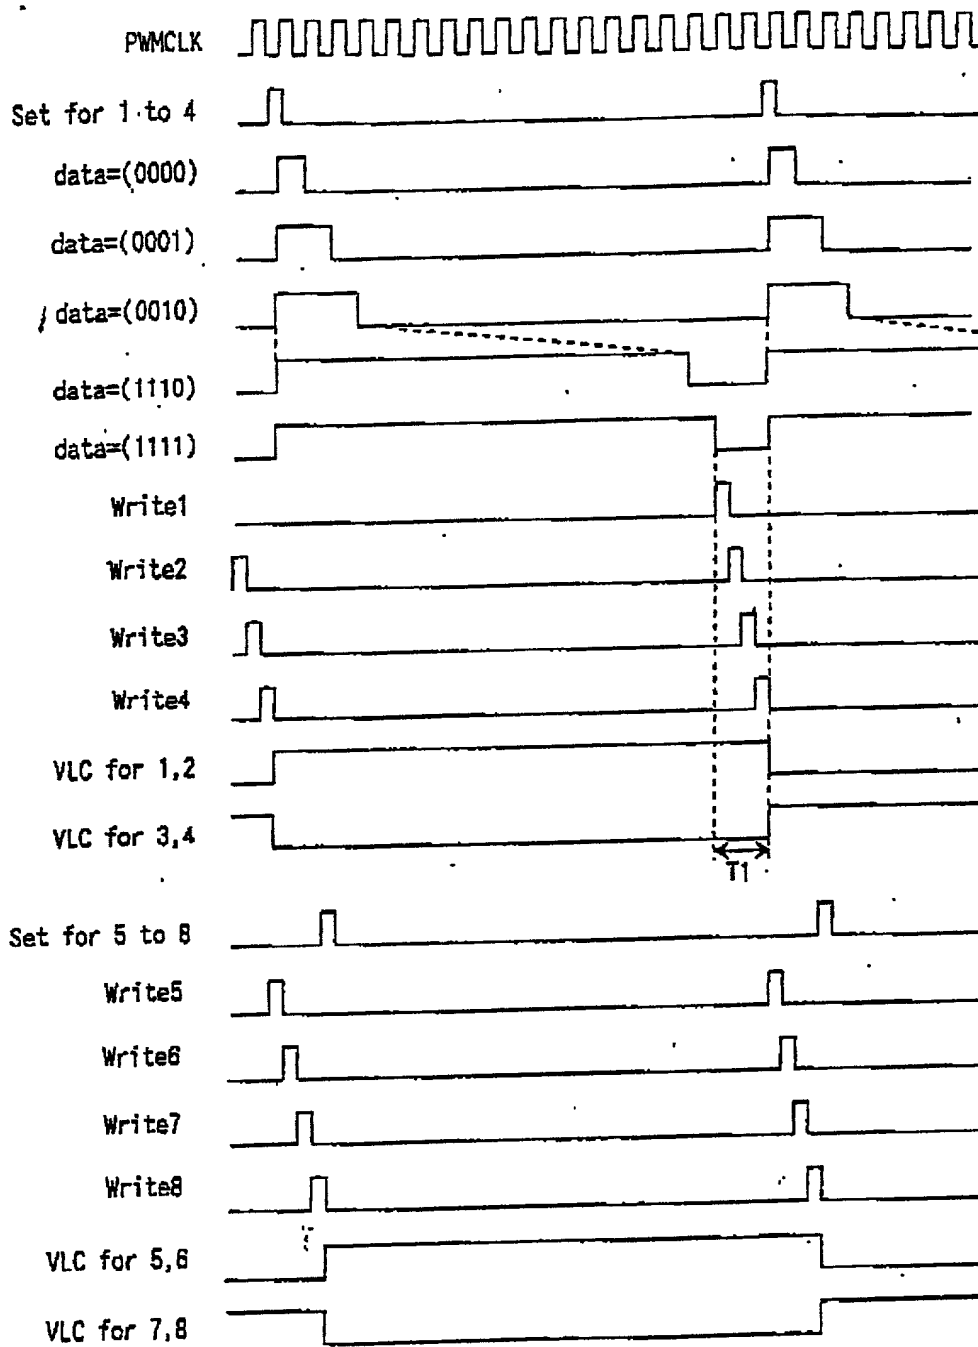 PWMCLK
Set for 1 to 4
data=(0000)
data=(0001)
data=(0010)
data=(1110)
data=(1111)
Write1
Write2
Write3
Write4
VLC for 1,2
VLC for 3,4
T1
Set for 5 to 8
Write5
Write6
Write7
Write8
VLC for 5,6
VLC for 7,8